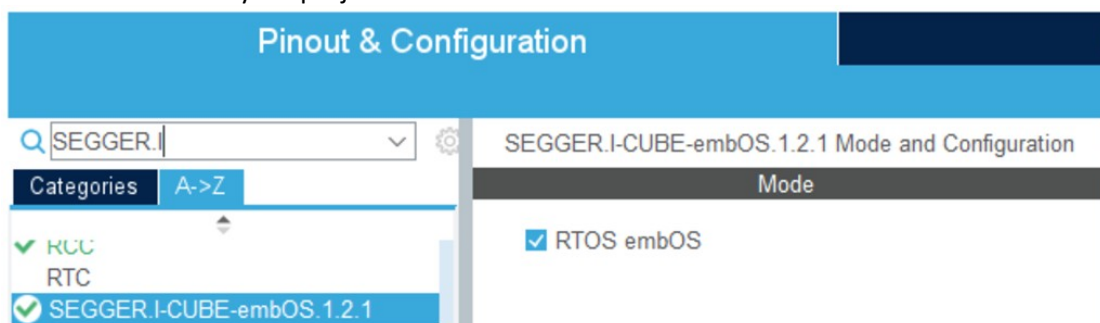 Pinout & Configuration
SEGGER.I
SEGGER.I-CUBE-embOS.1.2.1 Mode and Configuration
Categories
A->Z
Mode
RCC
RTC
SEGGER.I-CUBE-embOS.1.2.1
RTOS embOS